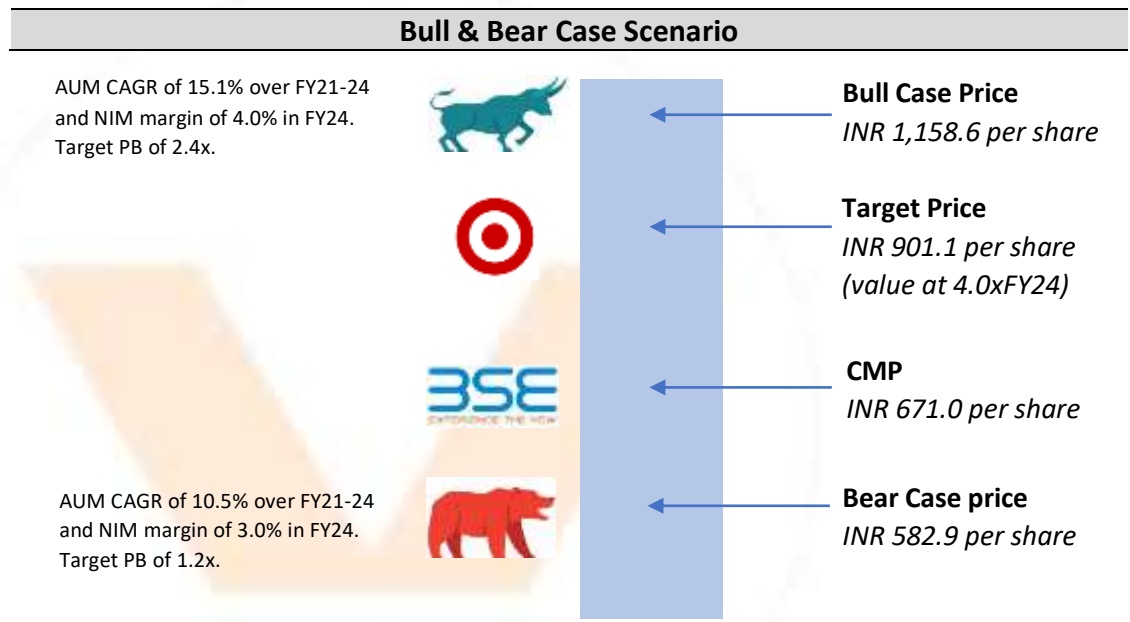 Bull & Bear Case Scenario
AUM CAGR of 15.1% over FY21-24
and NIM margin of 4.0% in FY24.
Target PB of 2.4x.
Bull Case Price
INR 1,158.6 per share
Target Price
INR 901.1 per share
(value at 4.0xFY24)
BSE
EXPERIENCE THE NEW
CMP
INR 671.0 per share
AUM CAGR of 10.5% over FY21-24
and NIM margin of 3.0% in FY24.
Target PB of 1.2x.
Bear Case price
INR 582.9 per share